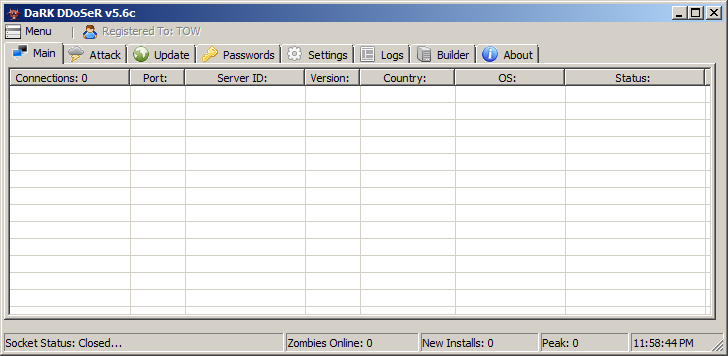 DaRK DDoSeR v5.6c
Menu | Registered To: TOW
Main Attack Update Passwords Settings Logs Builder About
Connections: 0 Port: Server ID: Version: Country: OS: Status:
Socket Status: Closed... Zombies Online: 0 New Installs: 0 Peak: 0 11:58:44 PM